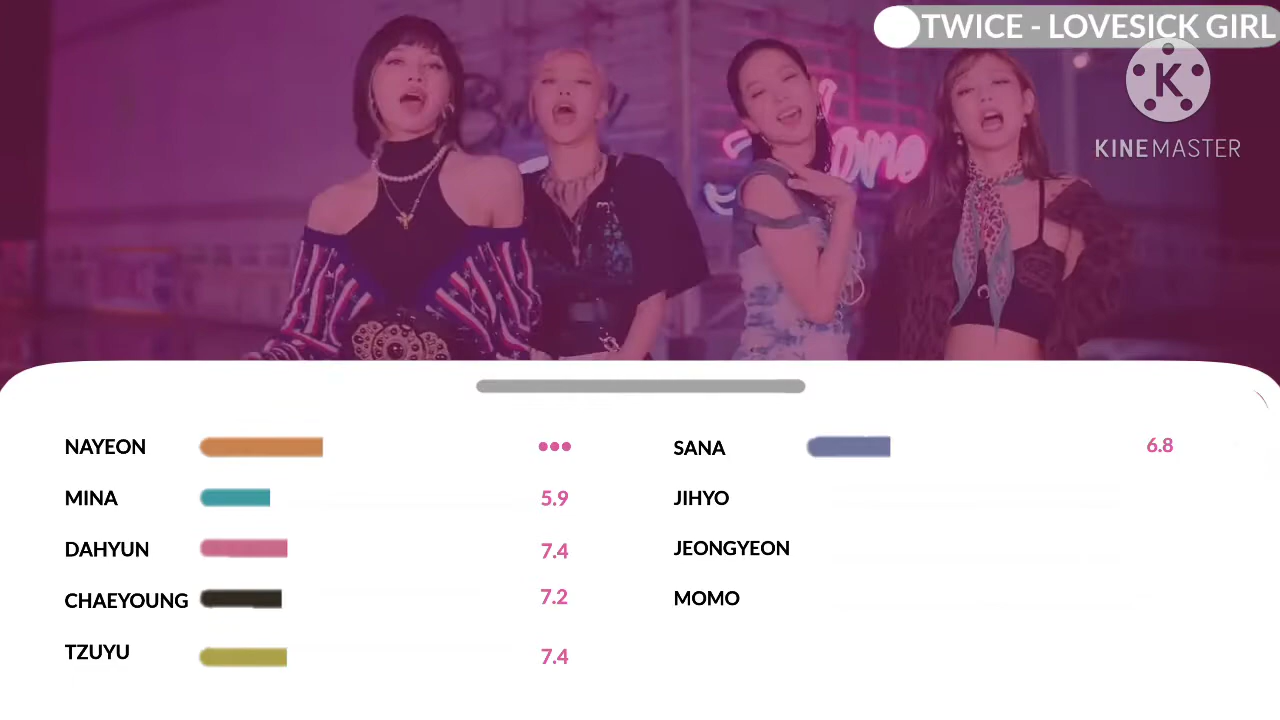 TWICE - LOVESICK GIRL
K
KINEMASTER
NAYEON •••
MINA 5.9
DAHYUN 7.4
CHAEYOUNG 7.2
TZUYU 7.4
SANA 6.8
JIHYO
JEONGYEON
MOMO